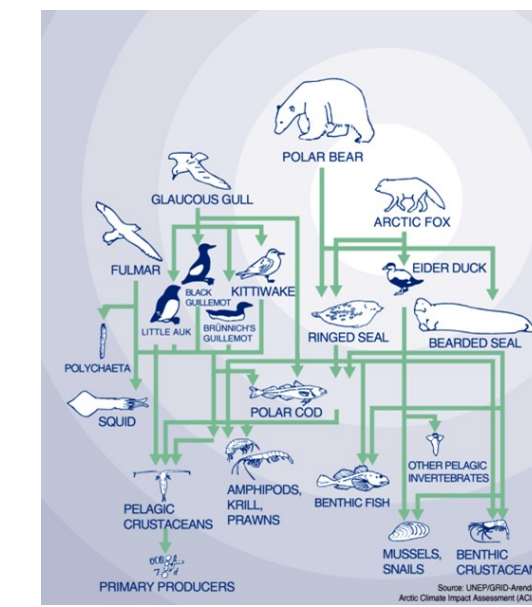 POLAR BEAR
GLAUCOUS GULL
ARCTIC FOX
FULMAR
BLACK
GUILLEMOT
KITTIWAKE
EIDER DUCK
LITTLE AUK
BRÜNNICH'S
GUILLEMOT
RINGED SEAL
BEARDED SEAL
POLYCHAETA
SQUID
POLAR COD
OTHER PELAGIC
INVERTEBRATES
PELAGIC
CRUSTACEANS
AMPHIPODS,
KRILL,
PRAWNS
BENTHIC FISH
MUSSELS,
SNAILS
BENTHIC
PRIMARY PRODUCERS
Source: UNEP/GRID-Arenda
Arctic Climate Impact Assessment (ACI